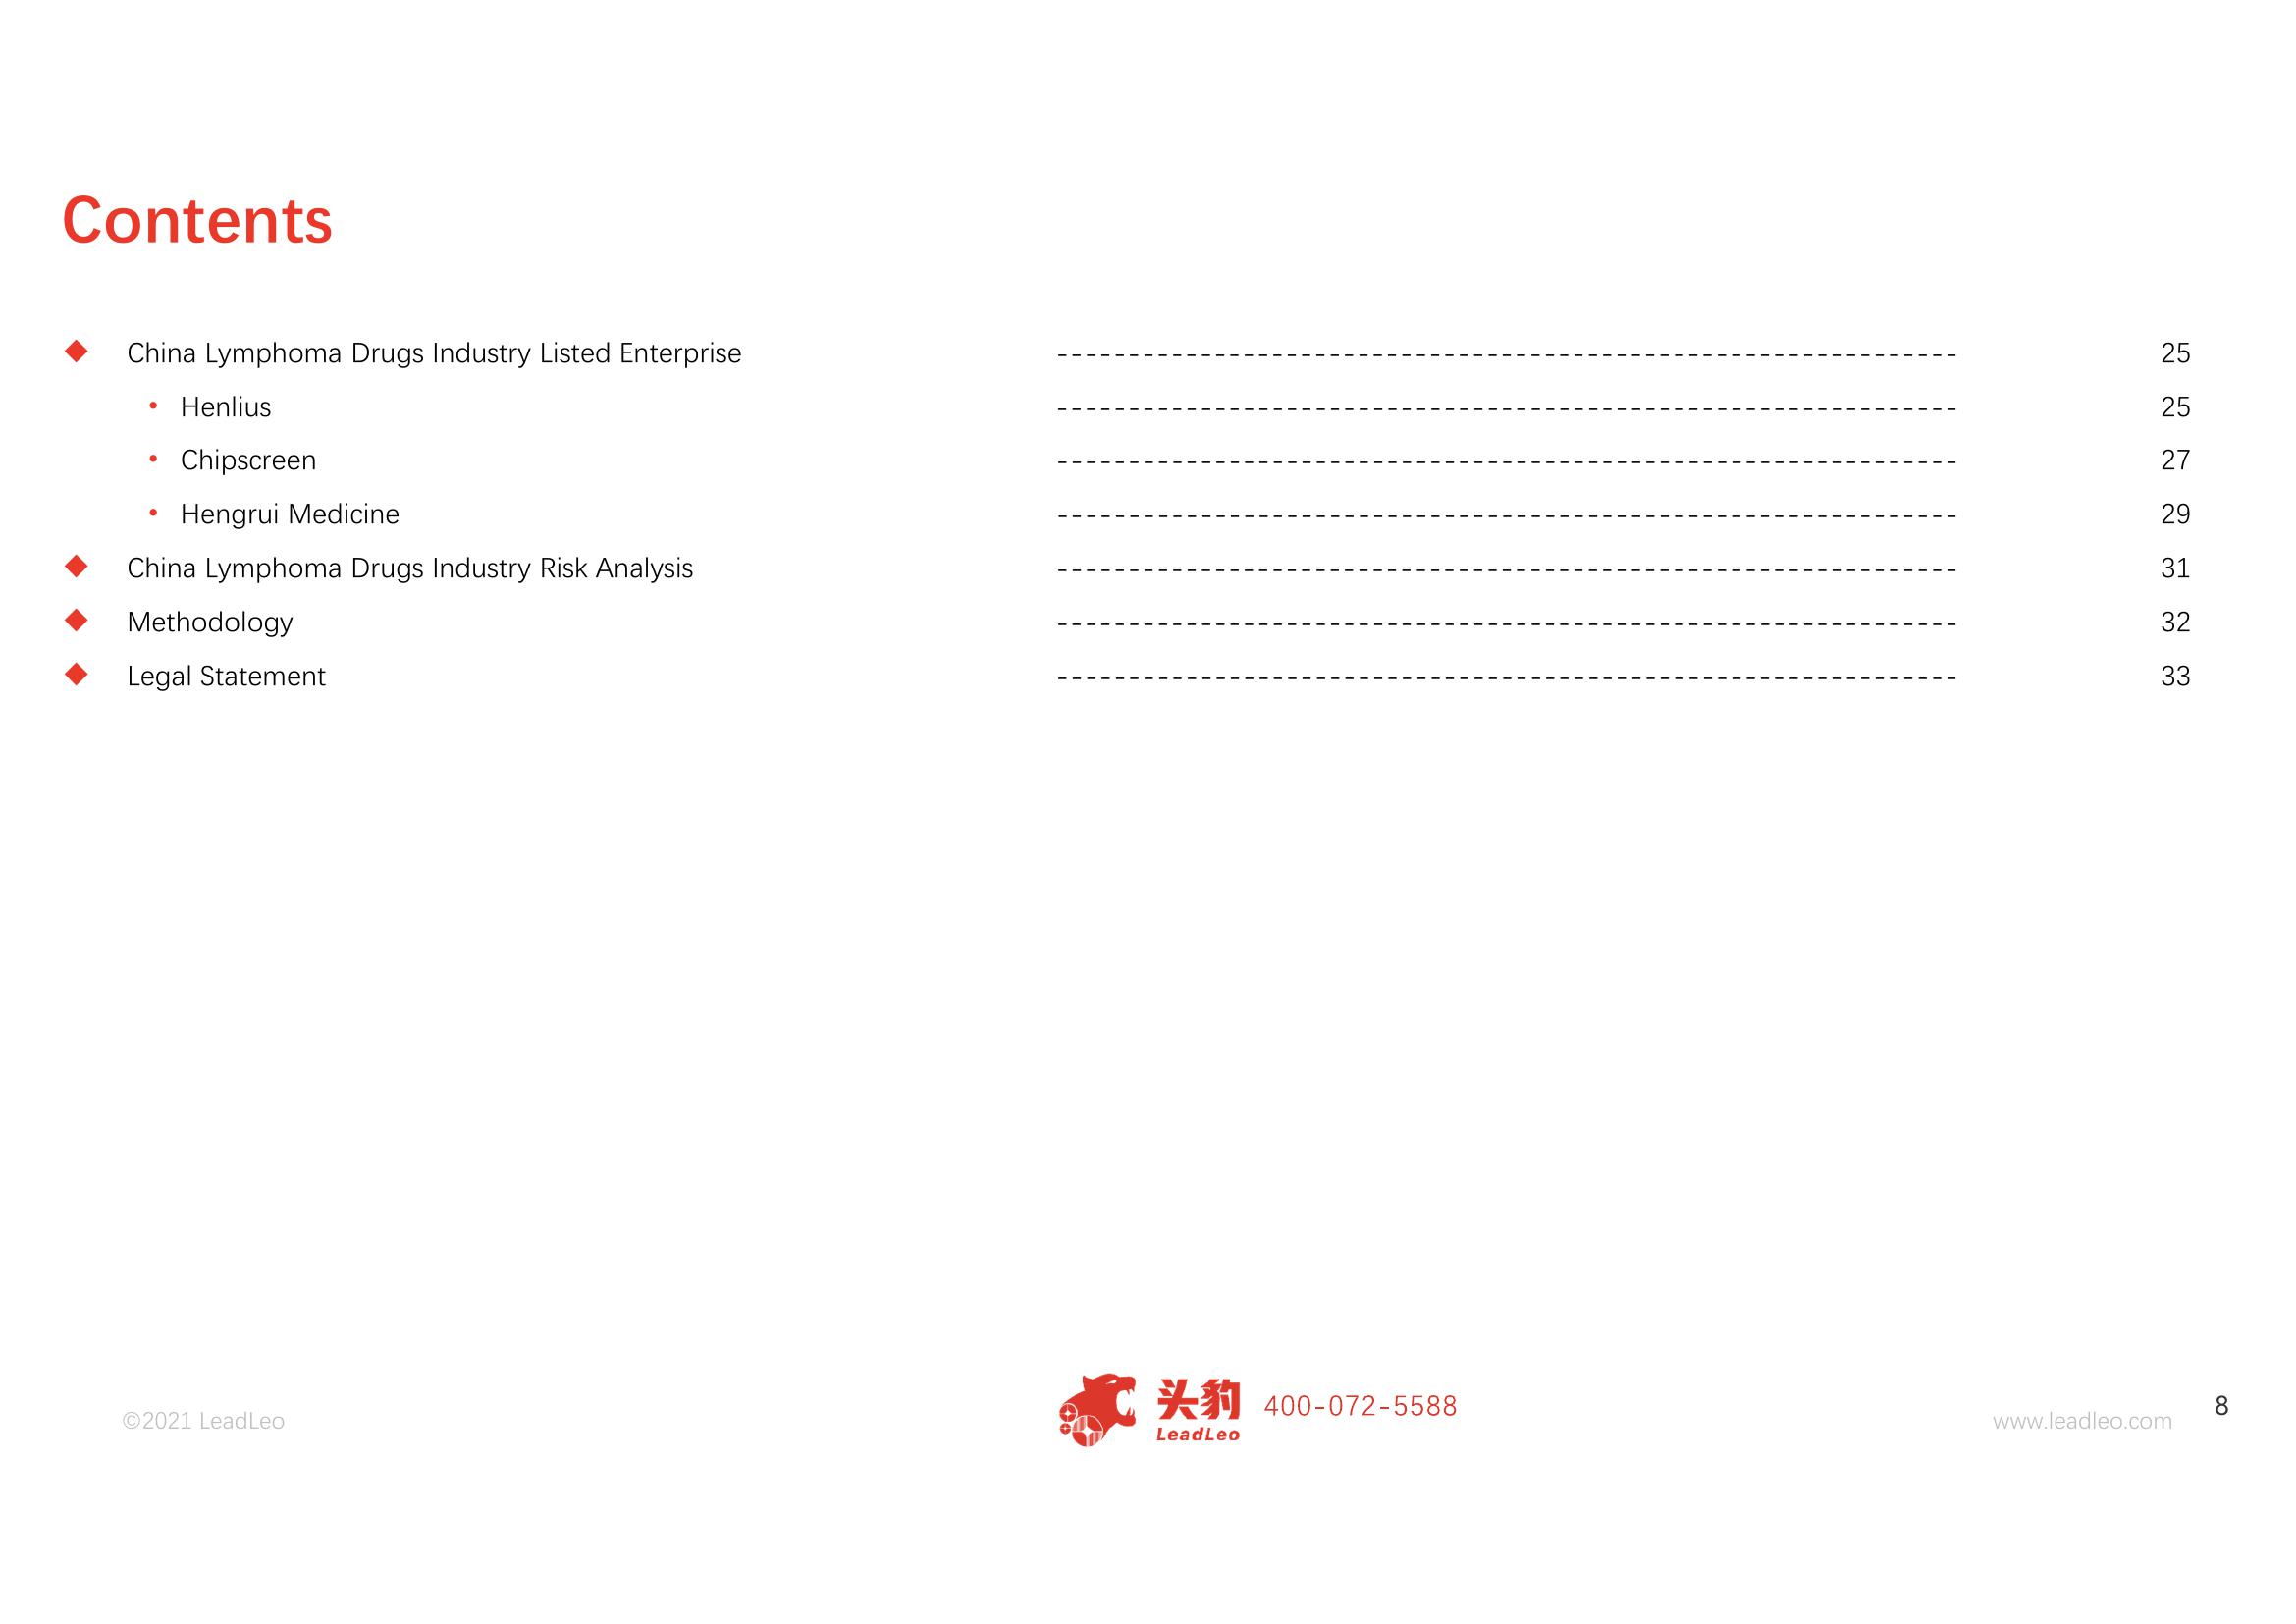 Contents
◆ China Lymphoma Drugs Industry Listed Enterprise ---------------------------------------------------------------- 25
• Henlius ---------------------------------------------------------------- 25
• Chipscreen ---------------------------------------------------------------- 27
• Hengrui Medicine ---------------------------------------------------------------- 29
◆ China Lymphoma Drugs Industry Risk Analysis ---------------------------------------------------------------- 31
◆ Methodology ---------------------------------------------------------------- 32
◆ Legal Statement ---------------------------------------------------------------- 33
©2021 LeadLeo
头豹
LeadLeo
400-072-5588
www.leadleo.com
8